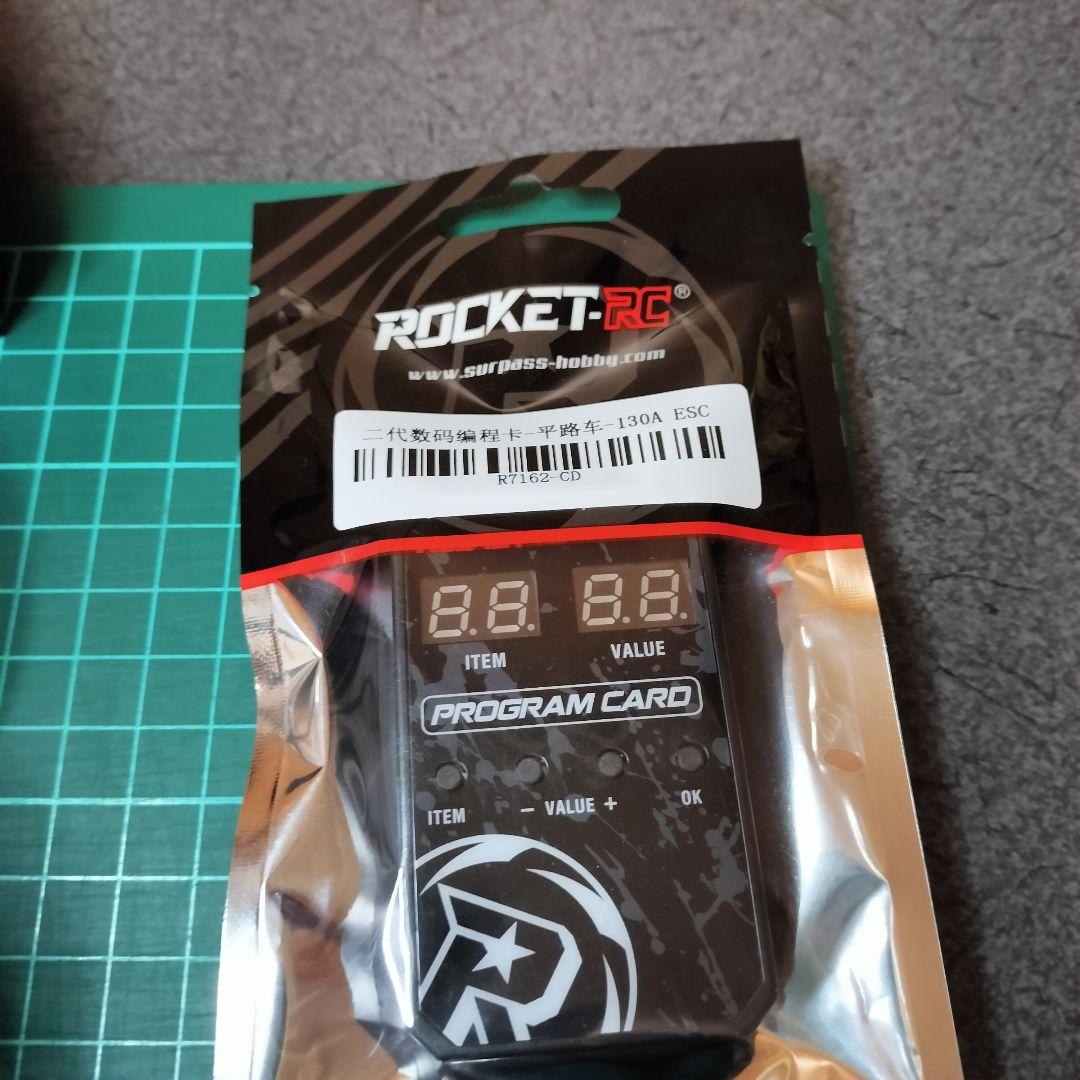 ROCKET-RC®
www.surpass-hobby.com
二代数码编程卡-平路车-130A ESC
R7162-CD
8.8. 8.8.
ITEM VALUE
PROGRAM CARD
ITEM − VALUE + OK